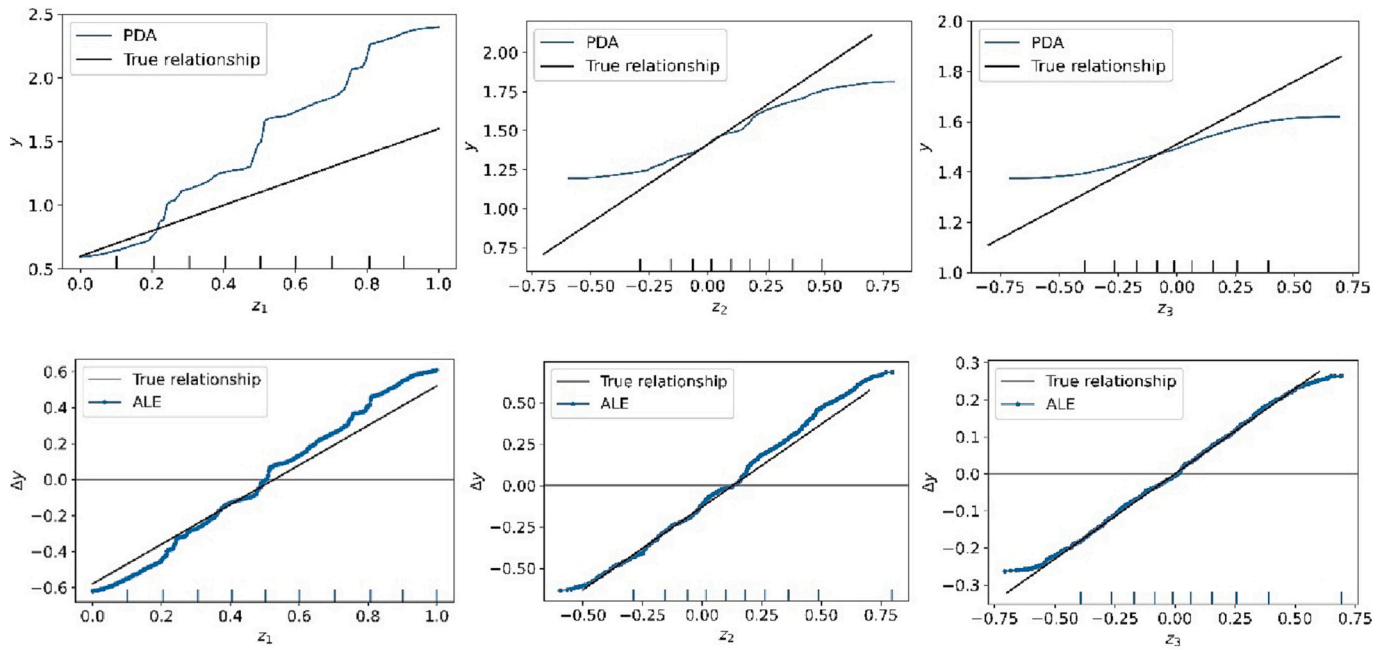 2.5
2.0
1.5
1.0
0.5
y
PDA
True relationship
0.0 0.2 0.4 0.6 0.8 1.0
z1
2.00
1.75
1.50
1.25
1.00
0.75
y
PDA
True relationship
−0.75 −0.50 −0.25 0.00 0.25 0.50 0.75
z2
2.0
1.8
1.6
1.4
1.2
1.0
y
PDA
True relationship
−0.75 −0.50 −0.25 0.00 0.25 0.50 0.75
z3
0.6
0.4
0.2
0.0
−0.2
−0.4
−0.6
Δy
True relationship
ALE
0.0 0.2 0.4 0.6 0.8 1.0
z1
0.50
0.25
0.00
−0.25
−0.50
Δy
True relationship
ALE
−0.50 −0.25 0.00 0.25 0.50 0.75
z2
0.3
0.2
0.1
0.0
−0.1
−0.2
−0.3
Δy
True relationship
ALE
−0.75 −0.50 −0.25 0.00 0.25 0.50 0.75
z3